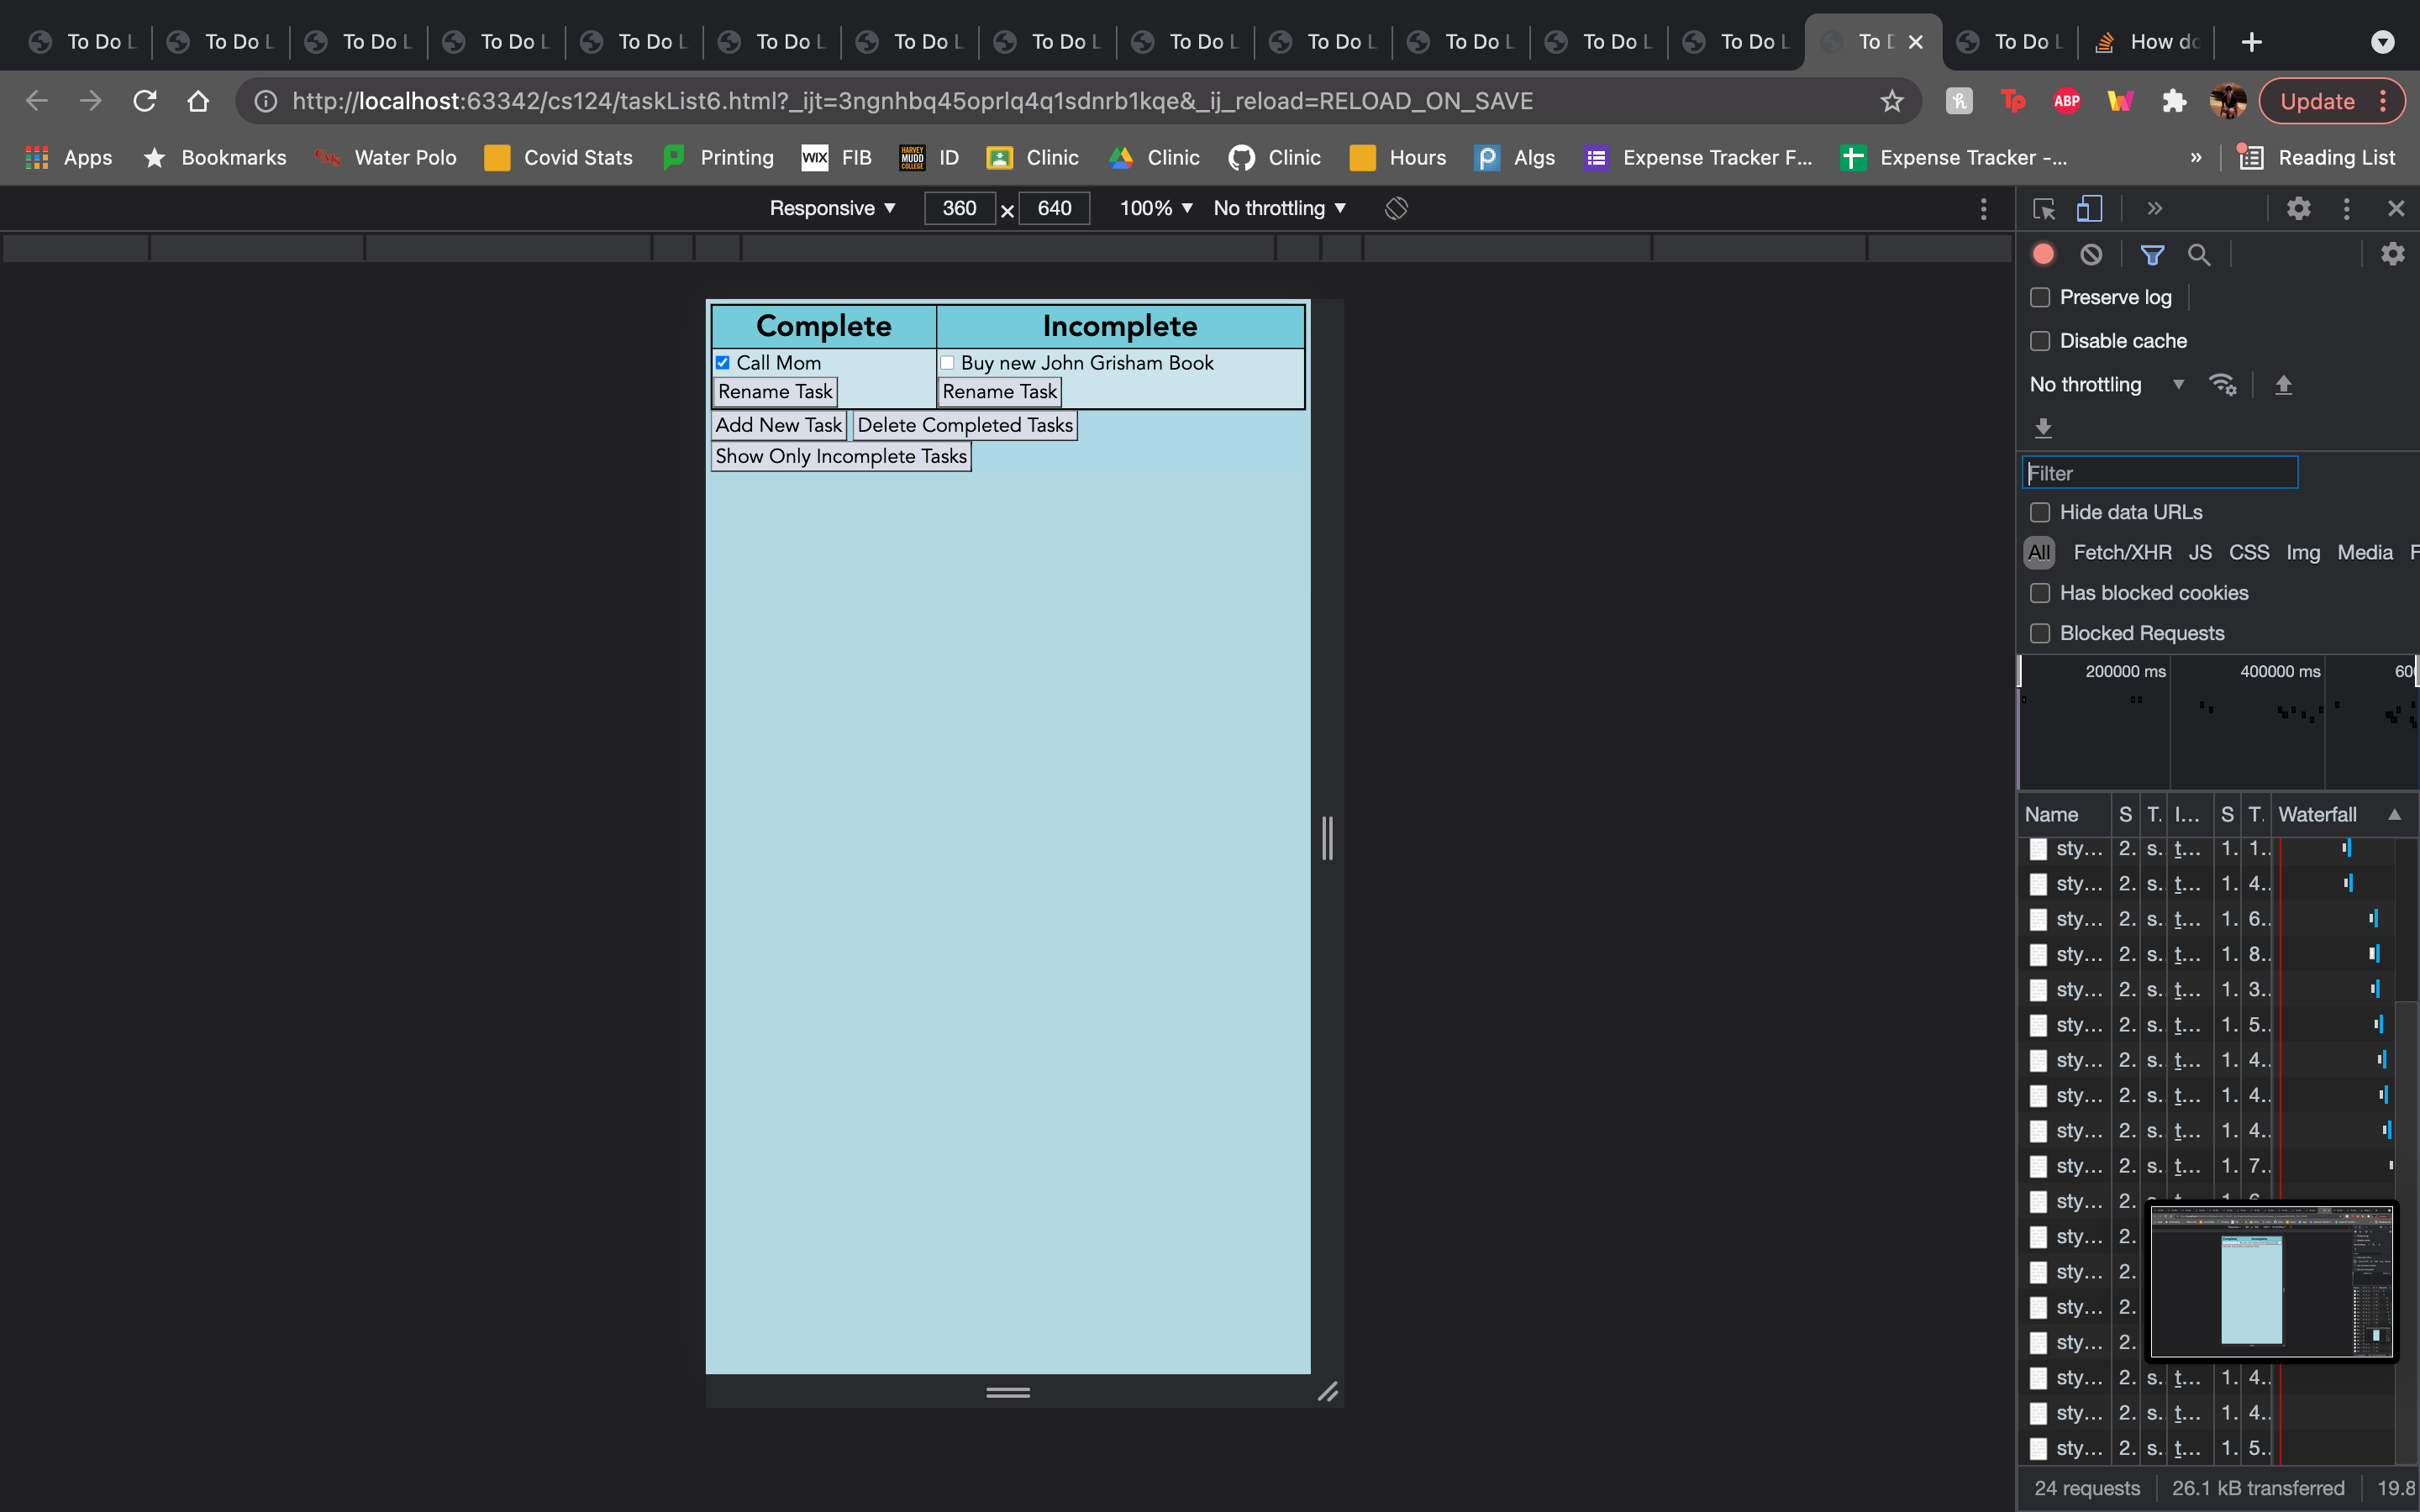 To Do L To Do L To Do L To Do L To Do L To Do L To Do L To Do L To Do L To Do L To Do L To Do L To Do L To D To Do L How do
http://localhost:63342/cs124/taskList6.html?_ijt=3ngnhbq45oprlq4q1sdnrb1kqe&_ij_reload=RELOAD_ON_SAVE
Tp ABP Update
Apps Bookmarks Water Polo Covid Stats Printing WIX FIB HARVEY MUDD COLLEGE ID Clinic Clinic Clinic Hours Algs Expense Tracker F... Expense Tracker -... » Reading List
Responsive 360 × 640 100% No throttling
Preserve log
Disable cache
No throttling
Filter
Hide data URLs
All Fetch/XHR JS CSS Img Media F
Has blocked cookies
Blocked Requests
200000 ms 400000 ms 600
Complete Incomplete
Call Mom Buy new John Grisham Book
Rename Task Rename Task
Add New Task Delete Completed Tasks
Show Only Incomplete Tasks
Name S T. I... S T. Waterfall
sty... 2. s. t... 1. 1..
sty... 2. s. t... 1. 4..
sty... 2. s. t... 1. 6..
sty... 2. s. t... 1. 8..
sty... 2. s. t... 1. 3..
sty... 2. s. t... 1. 5..
sty... 2. s. t... 1. 4..
sty... 2. s. t... 1. 4..
sty... 2. s. t... 1. 4..
sty... 2. s. t... 1. 7..
sty... 2.
sty... 2.
sty... 2.
sty... 2.
sty... 2.
sty... 2. s. t... 1. 4..
sty... 2. s. t... 1. 4..
sty... 2. s. t... 1. 5..
24 requests 26.1 kB transferred 19.8